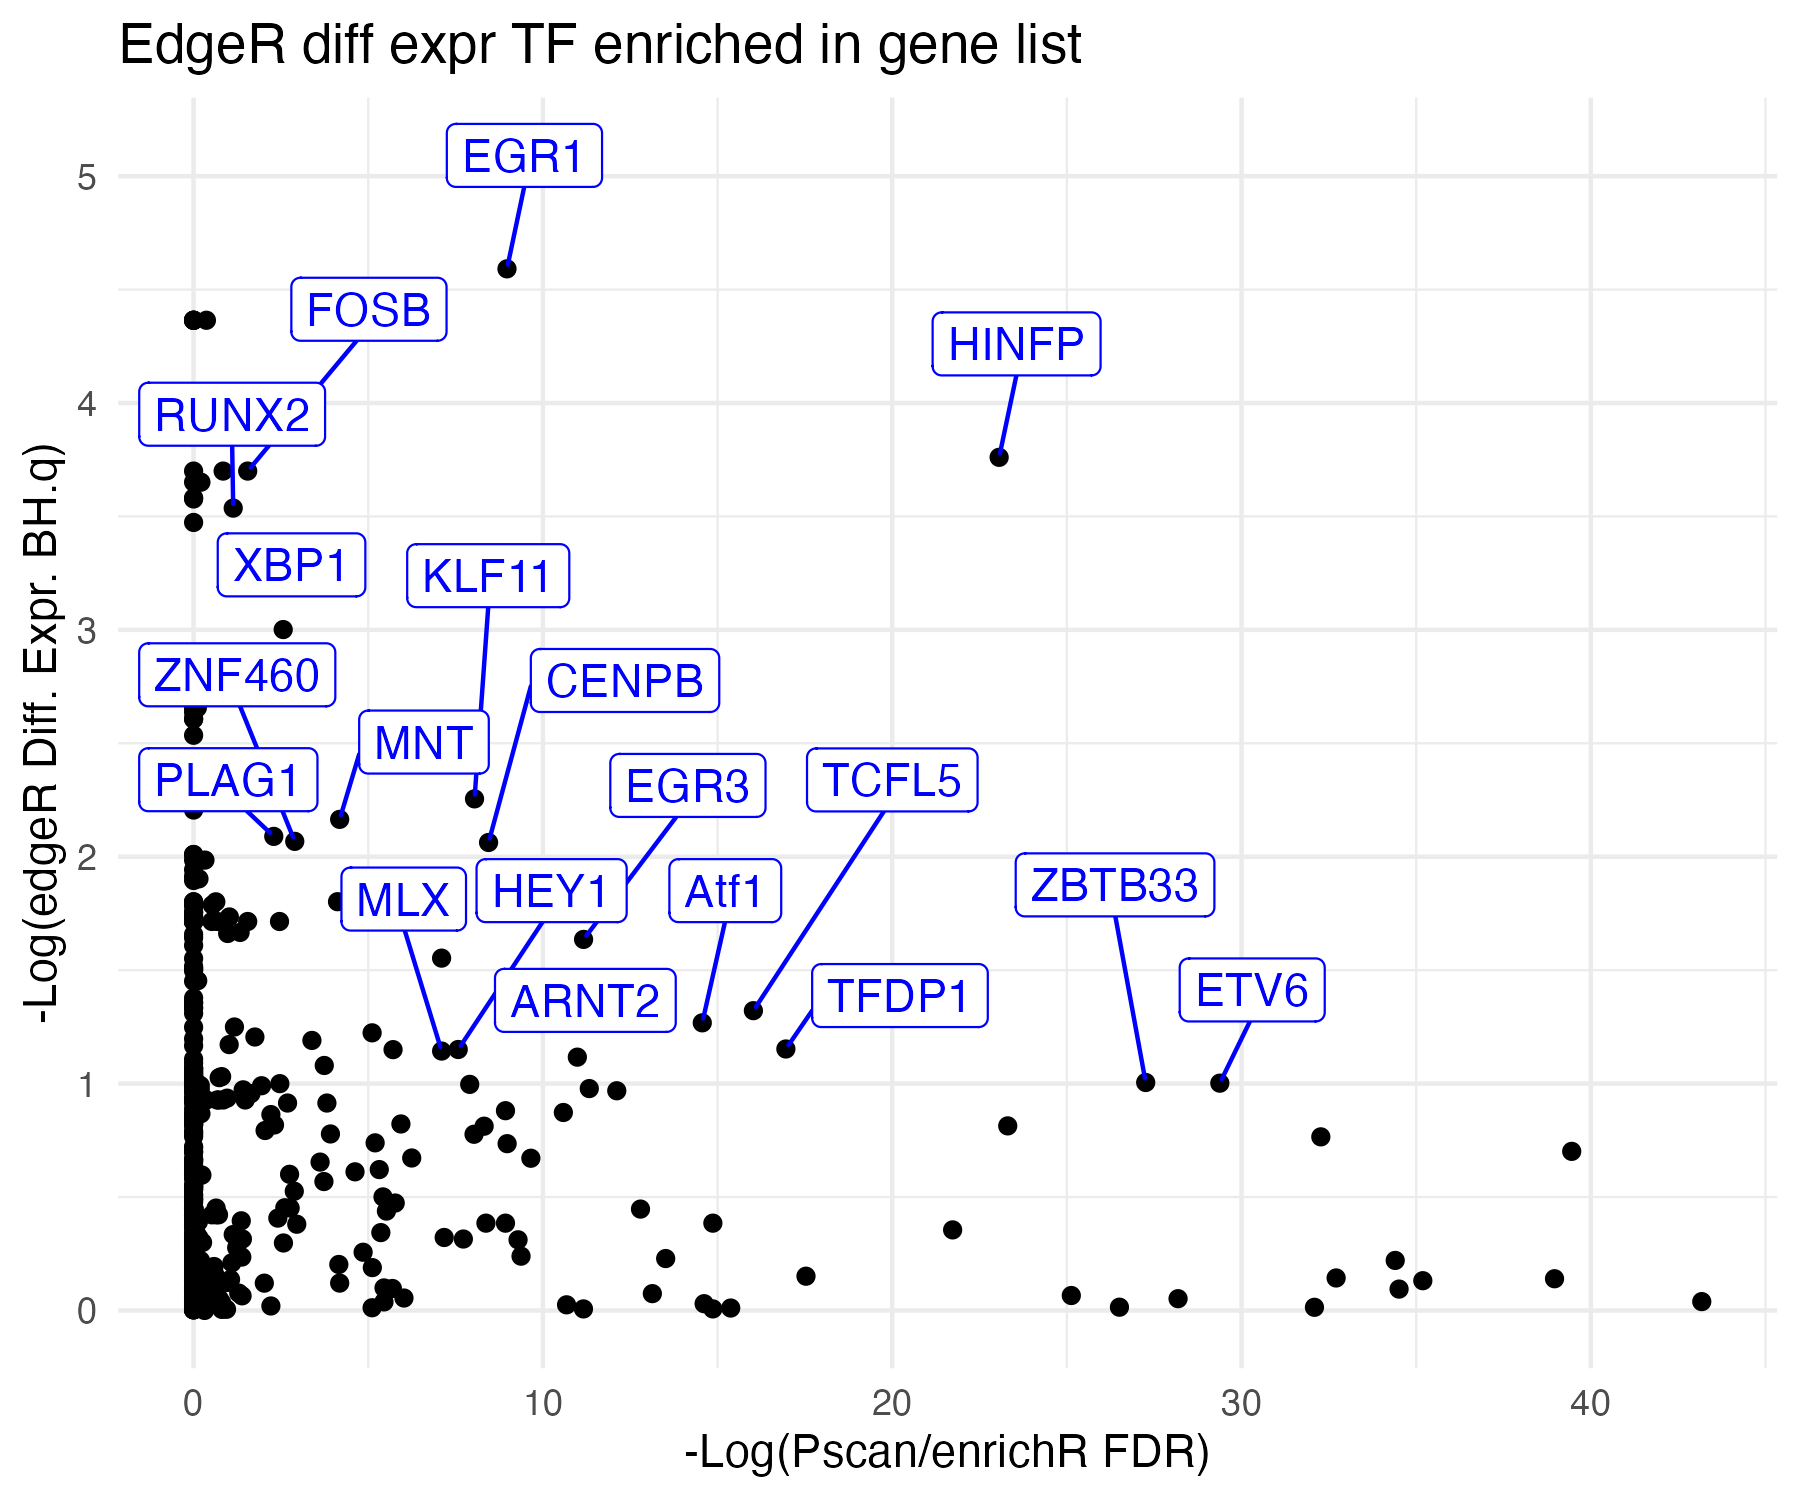 EdgeR diff expr TF enriched in gene list
EGR1
FOSB
HINFP
RUNX2
XBP1
KLF11
ZNF460
CENPB
MNT
PLAG1
EGR3
TCFL5
MLX
HEY1
Atf1
ZBTB33
ARNT2
TFDP1
ETV6
5
4
3
2
1
0
-Log(edgeR Diff. Expr. BH.q)
0
10
20
30
40
-Log(Pscan/enrichR FDR)